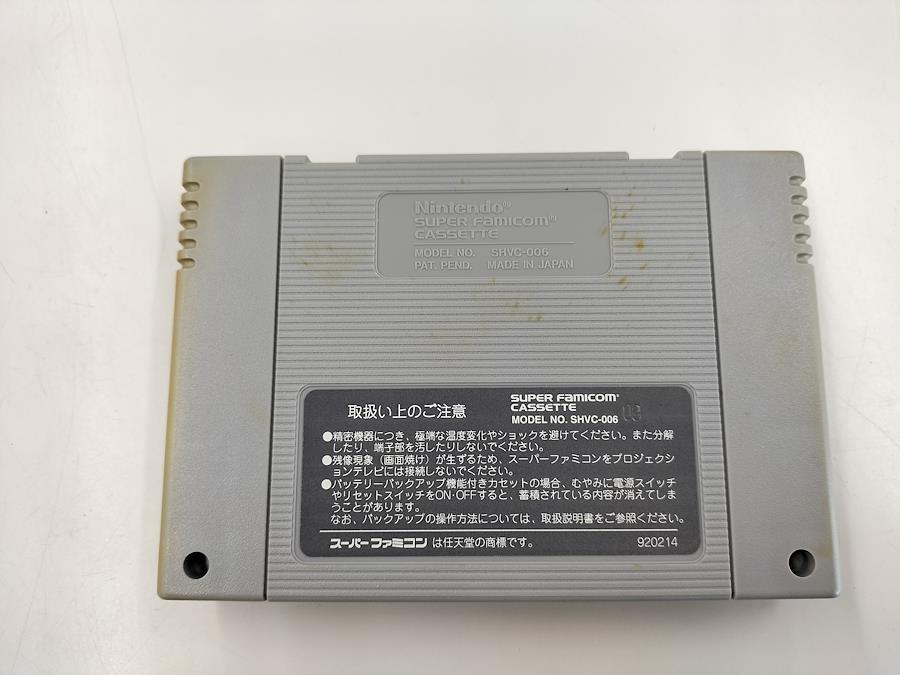 Nintendo®
SUPER FAMICOM®
CASSETTE
MODEL NO. SHVC-006
PAT. PEND. MADE IN JAPAN
取扱い上のご注意
SUPER FAMICOM®
CASSETTE
MODEL NO. SHVC-006
●精密機器につき、極端な温度変化やショックを避けてください。また分解
したり、端子部を汚したりしないでください。
●残像現象（画面焼け）が生ずるため、スーパーファミコンをプロジェクシ
ョンテレビには接続しないでください。
●バッテリーバックアップ機能付きカセットの場合、むやみに電源スイッチ
やリセットスイッチをON・OFFすると、蓄積されている内容が消えてしま
うことがあります。
なお、バックアップの操作方法については、取扱説明書をご参照ください。
スーパーファミコン は任天堂の商標です。 920214